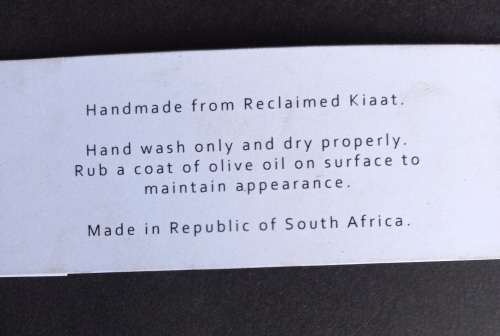 Handmade from Reclaimed Kiaat.
Hand wash only and dry properly.
Rub a coat of olive oil on surface to
maintain appearance.
Made in Republic of South Africa.